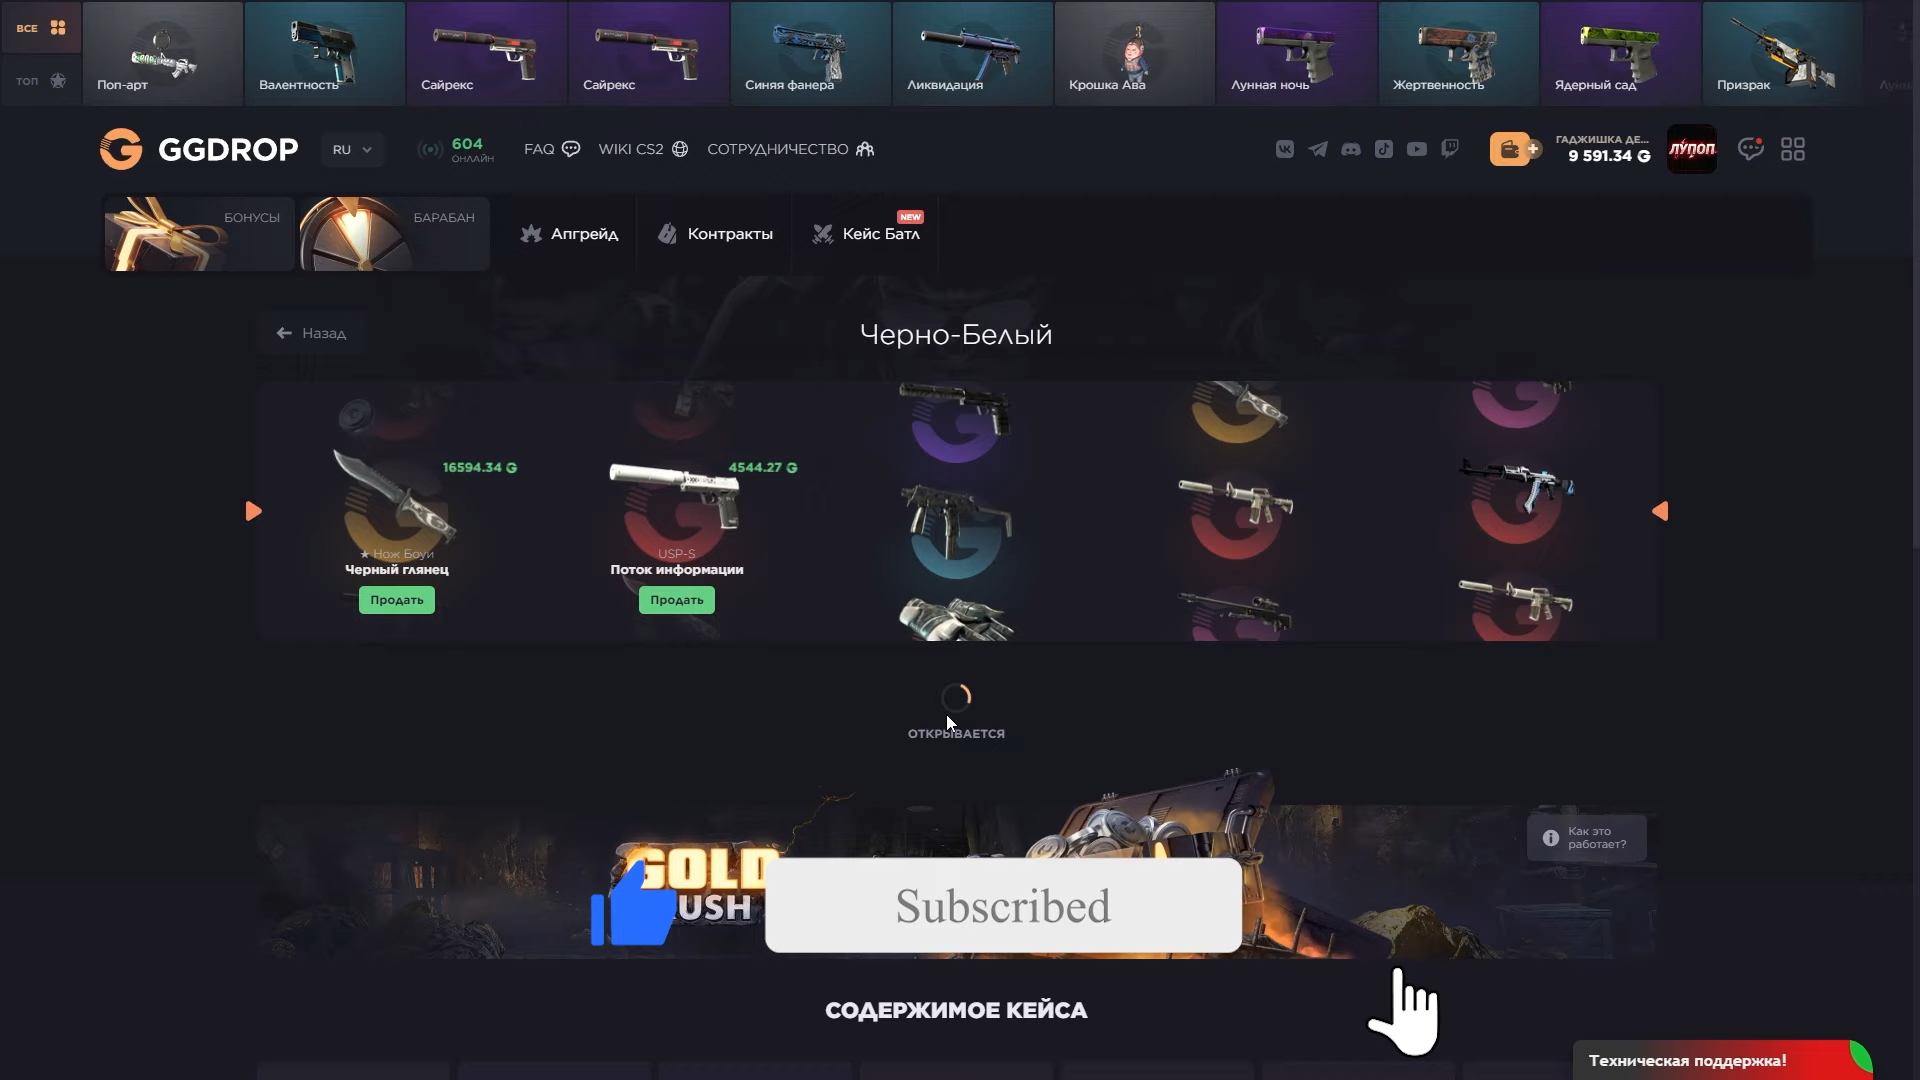 ВСЕ
ТОП
Поп-арт
Валентность
Сайрекс
Сайрекс
Синяя фанера
Ликвидация
Крошка Ава
Лунная ночь
Жертвенность
Ядерный сад
Призрак
GGDROP
RU
604
ОНЛАЙН
FAQ
WIKI CS2
СОТРУДНИЧЕСТВО
ГАДЖИШКА ДЕ...
9 591.34
ЛУПОП
БОНУСЫ
БАРАБАН
Апгрейд
Контракты
Кейс Батл
NEW
Назад
Черно-Белый
16594.34
4544.27
★ Нож Боуи
Черный глянец
Продать
USP-S
Поток информации
Продать
ОТКРЫВАЕТСЯ
Как это
работает?
GOLD
USH
Subscribed
СОДЕРЖИМОЕ КЕЙСА
Техническая поддержка!